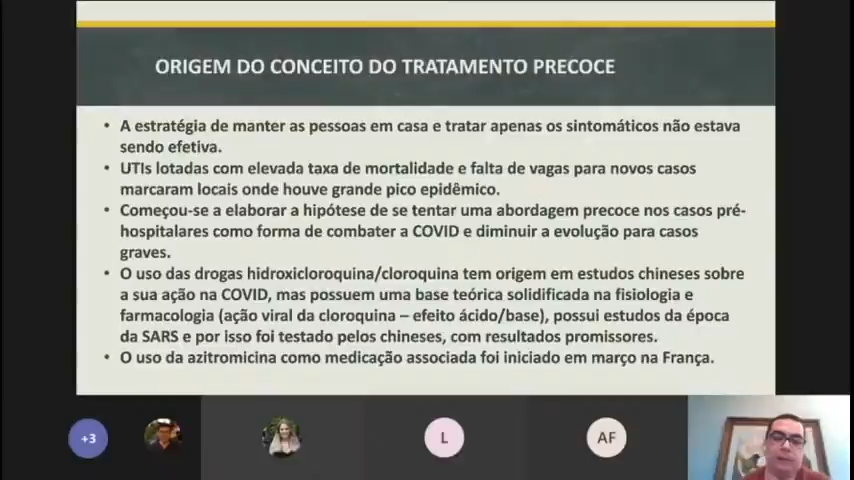 ORIGEM DO CONCEITO DO TRATAMENTO PRECOCE
• A estratégia de manter as pessoas em casa e tratar apenas os sintomáticos não estava
sendo efetiva.
• UTIs lotadas com elevada taxa de mortalidade e falta de vagas para novos casos
marcaram locais onde houve grande pico epidêmico.
• Começou-se a elaborar a hipótese de se tentar uma abordagem precoce nos casos pré-
hospitalares como forma de combater a COVID e diminuir a evolução para casos
graves.
• O uso das drogas hidroxicloroquina/cloroquina tem origem em estudos chineses sobre
a sua ação na COVID, mas possuem uma base teórica solidificada na fisiologia e
farmacologia (ação viral da cloroquina – efeito ácido/base), possui estudos da época
da SARS e por isso foi testado pelos chineses, com resultados promissores.
• O uso da azitromicina como medicação associada foi iniciado em março na França.
+3
L
AF